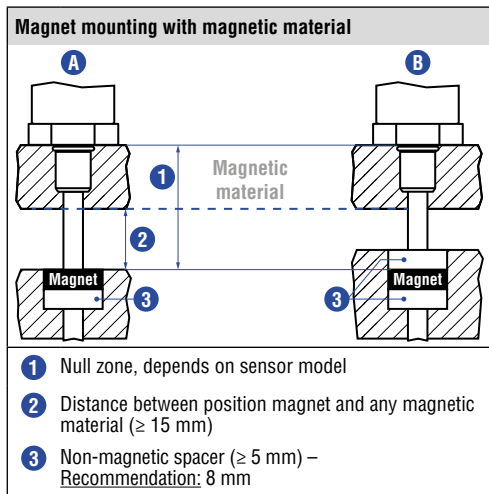 Magnet mounting with magnetic material
A
B
1
Magnetic
material
2
Magnet
Magnet
3
3
1 Null zone, depends on sensor model
2 Distance between position magnet and any magnetic
material (≥ 15 mm)
3 Non-magnetic spacer (≥ 5 mm) –
Recommendation: 8 mm